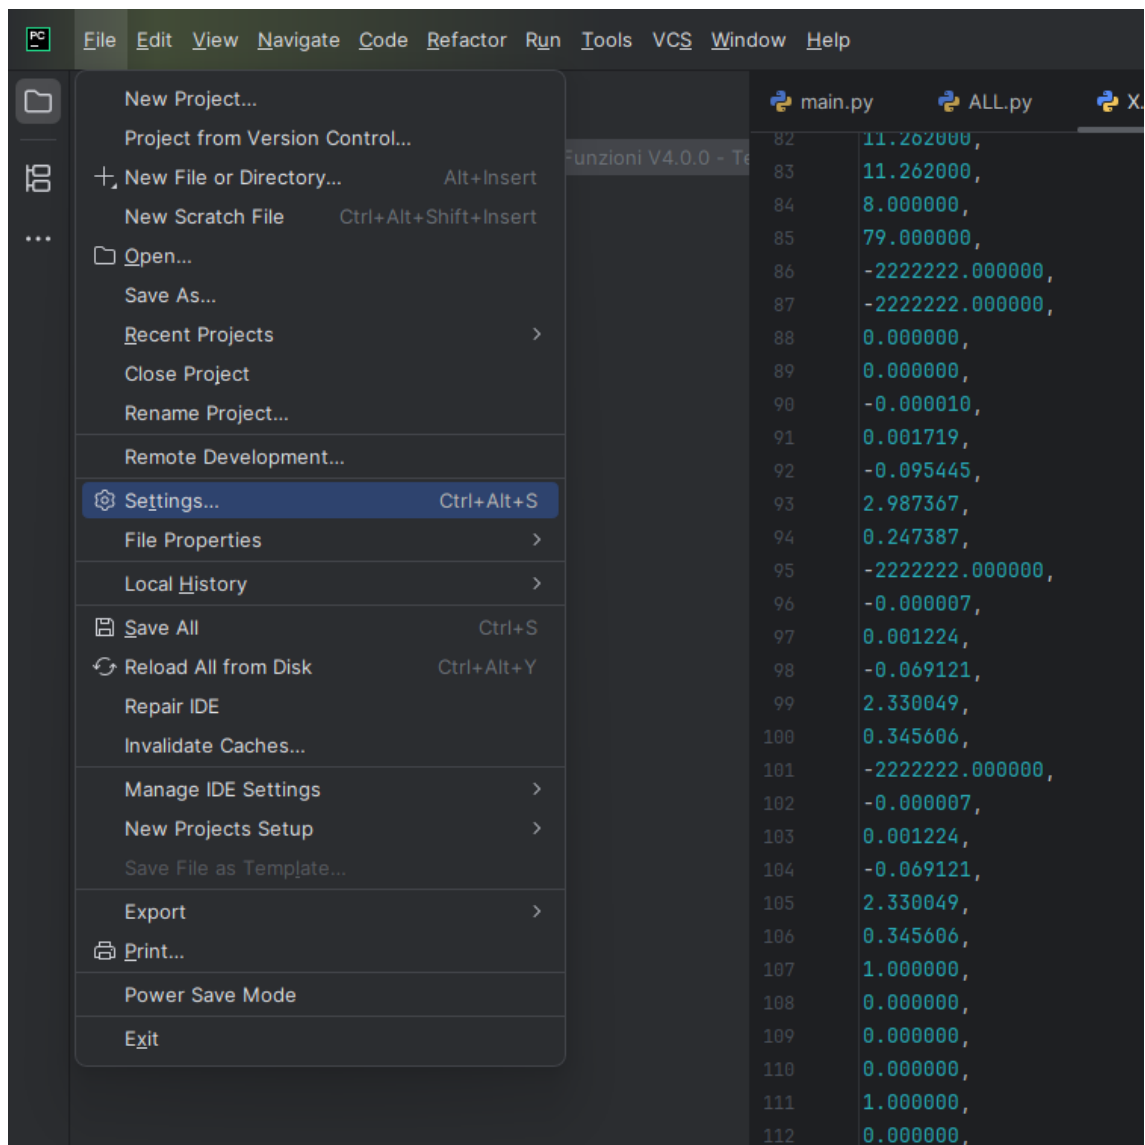 PC
File Edit View Navigate Code Refactor Run Tools VCS Window Help
New Project...
Project from Version Control...
New File or Directory... Alt+Insert
New Scratch File Ctrl+Alt+Shift+Insert
Open...
Save As...
Recent Projects
Close Project
Rename Project...
Remote Development...
Settings... Ctrl+Alt+S
File Properties
Local History
Save All Ctrl+S
Reload All from Disk Ctrl+Alt+Y
Repair IDE
Invalidate Caches...
Manage IDE Settings
New Projects Setup
Save File as Template...
Export
Print...
Power Save Mode
Exit
Funzioni V4.0.0 - Te
main.py ALL.py X.
82 11.262000,
83 11.262000,
84 8.000000,
85 79.000000,
86 -2222222.000000,
87 -2222222.000000,
88 0.000000,
89 0.000000,
90 -0.000010,
91 0.001719,
92 -0.095445,
93 2.987367,
94 0.247387,
95 -2222222.000000,
96 -0.000007,
97 0.001224,
98 -0.069121,
99 2.330049,
100 0.345606,
101 -2222222.000000,
102 -0.000007,
103 0.001224,
104 -0.069121,
105 2.330049,
106 0.345606,
107 1.000000,
108 0.000000,
109 0.000000,
110 0.000000,
111 1.000000,
112 0.000000,